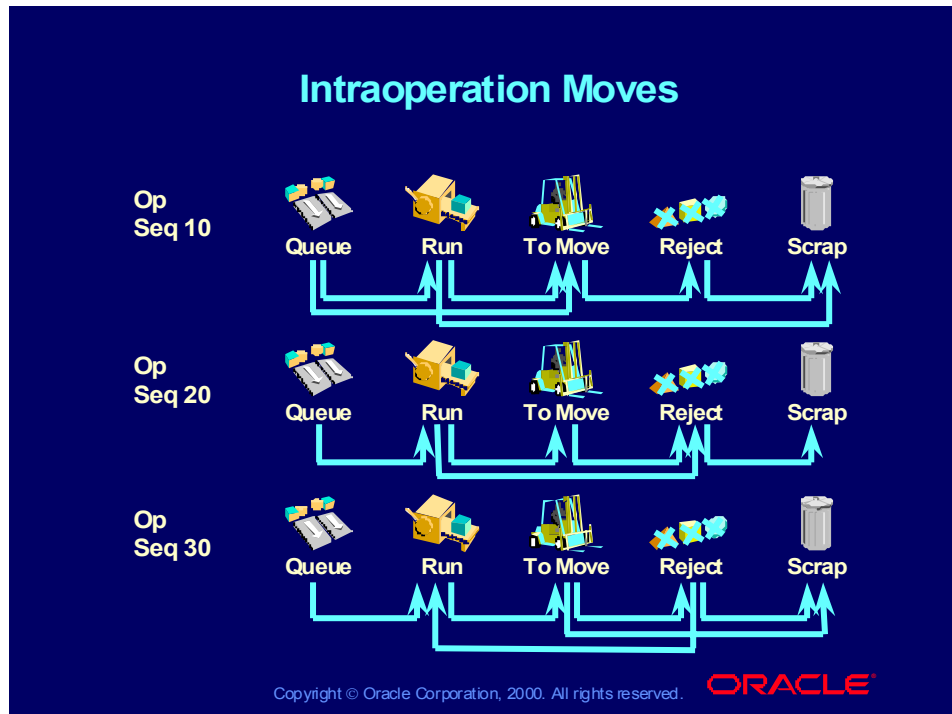 Intraoperation Moves
Op
Seq 10
Queue Run To Move Reject Scrap
Op
Seq 20
Queue Run To Move Reject Scrap
Op
Seq 30
Queue Run To Move Reject Scrap
Copyright © Oracle Corporation, 2000. All rights reserved.
ORACLE®